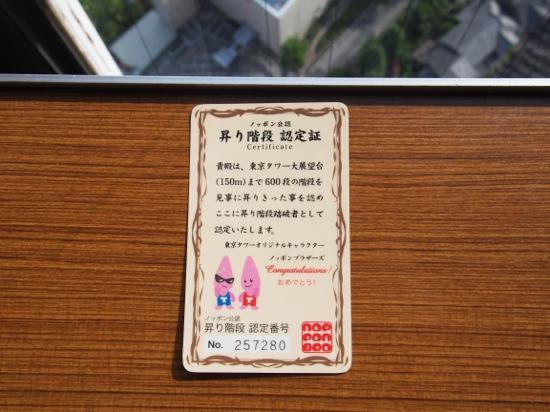 ノッポン公認
昇り階段 認定証
Certificate
貴殿は、東京タワー大展望台
(150m)まで600段の階段を
見事に昇りきった事を認め
ここに昇り階段踏破者として
認定いたします。
東京タワーオリジナルキャラクター
ノッポンブラザーズ
Congratulations!
おめでとう!
ノッポン公認
昇り階段 認定番号
No. 257280
NOP
PON
BRO